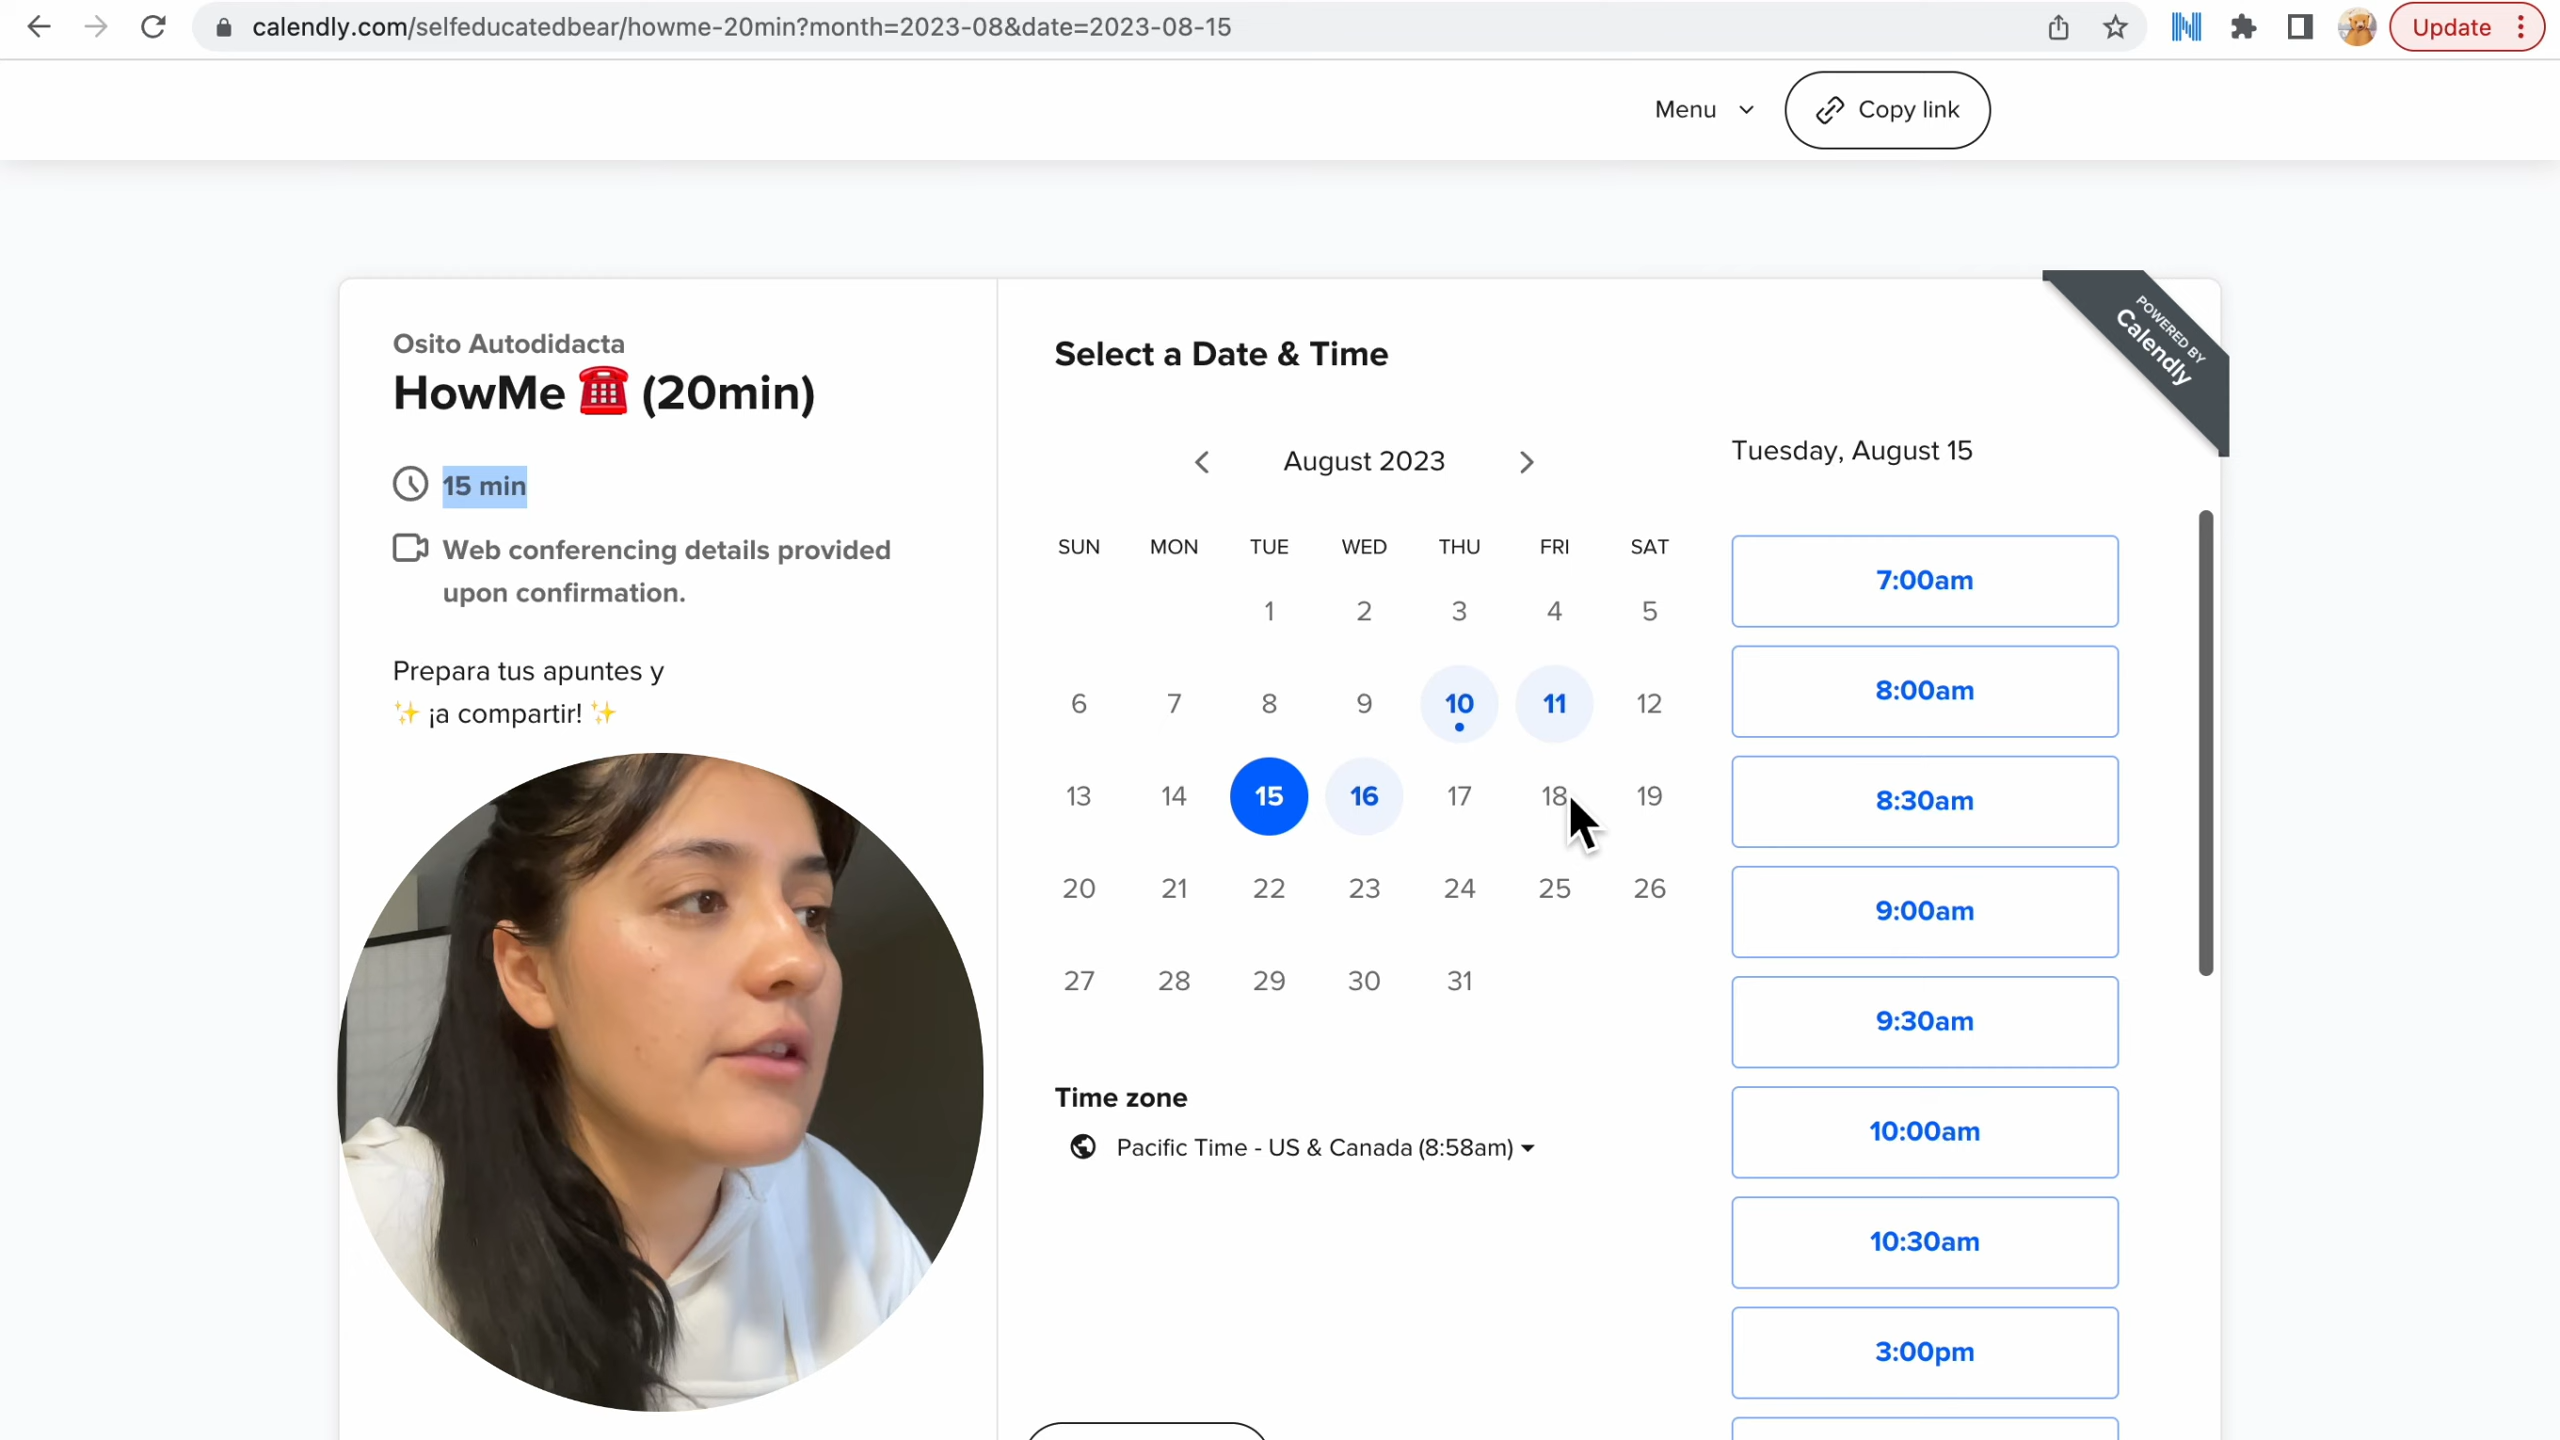 calendly.com/selfeducatedbear/howme-20min?month=2023-08&date=2023-08-15
Update
Menu
Copy link
Osito Autodidacta
HowMe ☎️ (20min)
15 min
Web conferencing details provided
upon confirmation.
Prepara tus apuntes y
✨ ¡a compartir! ✨
Select a Date & Time
August 2023
SUN MON TUE WED THU FRI SAT
1 2 3 4 5
6 7 8 9 10 11 12
13 14 15 16 17 18 19
20 21 22 23 24 25 26
27 28 29 30 31
Time zone
Pacific Time - US & Canada (8:58am)
POWERED BY
Calendly
Tuesday, August 15
7:00am
8:00am
8:30am
9:00am
9:30am
10:00am
10:30am
3:00pm